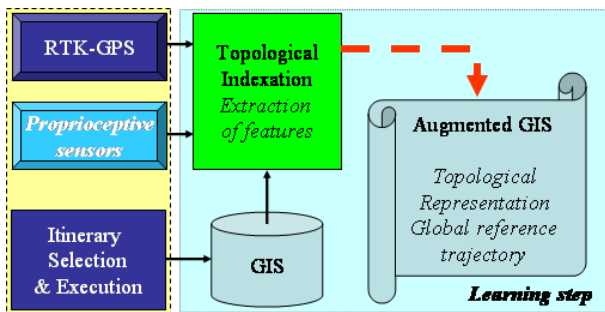 RTK-GPS
Proprioceptive
sensors
Itinerary
Selection
& Execution
Topological
Indexation
Extraction
of features
GIS
Augmented GIS
Topological
Representation
Global reference
trajectory
Learning step